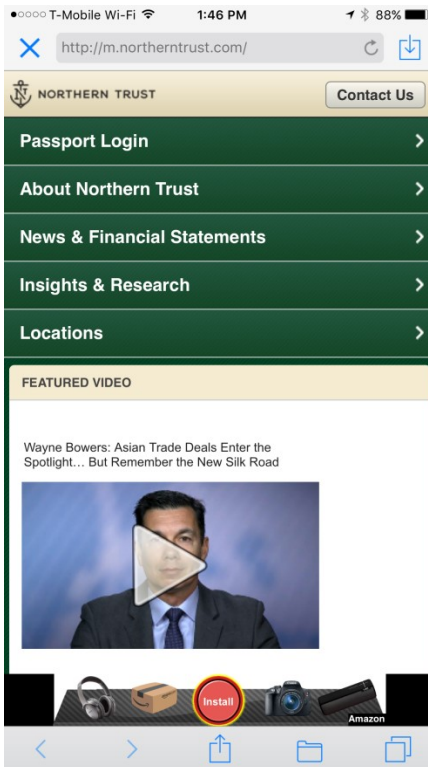 ●○○○○ T-Mobile Wi-Fi 1:46 PM 88%
http://m.northerntrust.com/
NORTHERN TRUST Contact Us
Passport Login
About Northern Trust
News & Financial Statements
Insights & Research
Locations
FEATURED VIDEO
Wayne Bowers: Asian Trade Deals Enter the
Spotlight… But Remember the New Silk Road
Install
Amazon